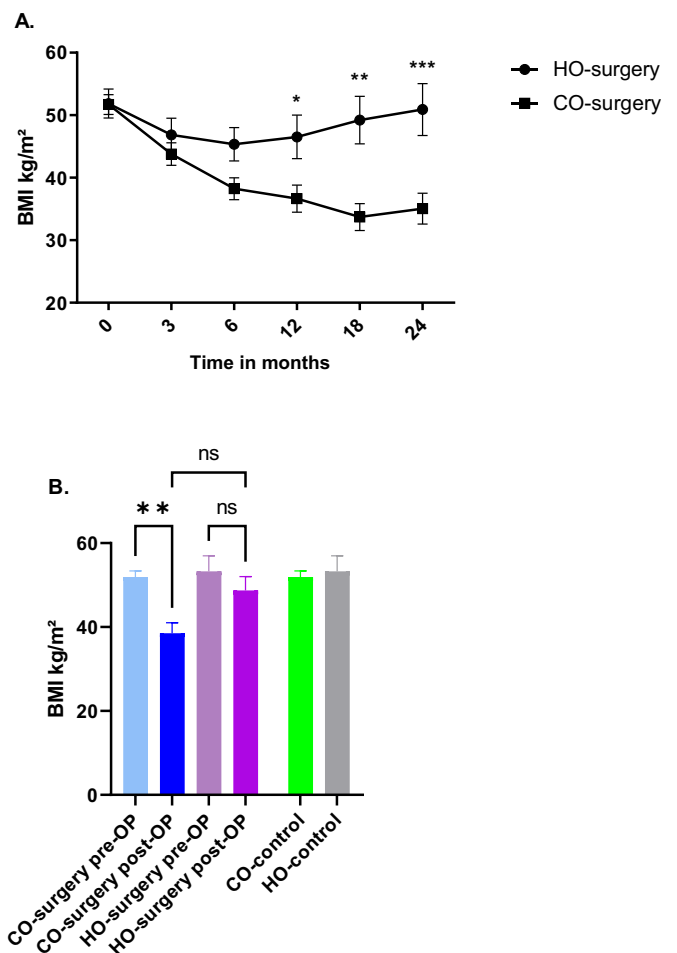 A.
60
50
40
30
20
BMI kg/m²
*
**
***
HO-surgery
CO-surgery
0
3
6
12
18
24
Time in months
B.
ns
**
ns
60
40
20
0
BMI kg/m²
CO-surgery pre-OP
CO-surgery post-OP
HO-surgery pre-OP
HO-surgery post-OP
CO-control
HO-control